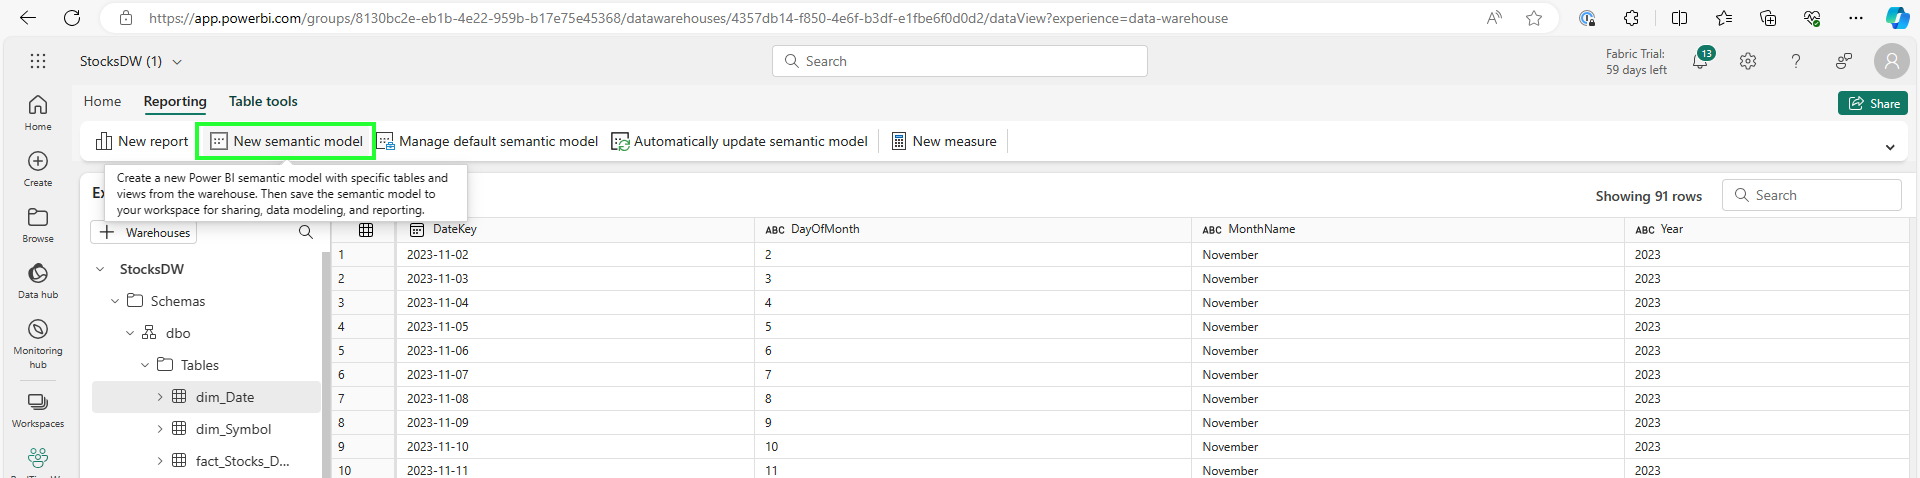 https://app.powerbi.com/groups/8130bc2e-eb1b-4e22-959b-b17e75e45368/datawarehouses/4357db14-f850-4e6f-b3df-e1fbe6f0d0d2/dataView?experience=data-warehouse
StocksDW (1)
Search
Fabric Trial:
59 days left
13
Home
Reporting
Table tools
Share
New report
New semantic model
Manage default semantic model
Automatically update semantic model
New measure
Create a new Power BI semantic model with specific tables and
views from the warehouse. Then save the semantic model to
your workspace for sharing, data modeling, and reporting.
Home
Create
Browse
Data hub
Monitoring
hub
Workspaces
Ex
Warehouses
StocksDW
Schemas
dbo
Tables
dim_Date
dim_Symbol
fact_Stocks_D...
Showing 91 rows
Search
DateKey ABC DayOfMonth ABC MonthName ABC Year
1 2023-11-02 2 November 2023
2 2023-11-03 3 November 2023
3 2023-11-04 4 November 2023
4 2023-11-05 5 November 2023
5 2023-11-06 6 November 2023
6 2023-11-07 7 November 2023
7 2023-11-08 8 November 2023
8 2023-11-09 9 November 2023
9 2023-11-10 10 November 2023
10 2023-11-11 11 November 2023